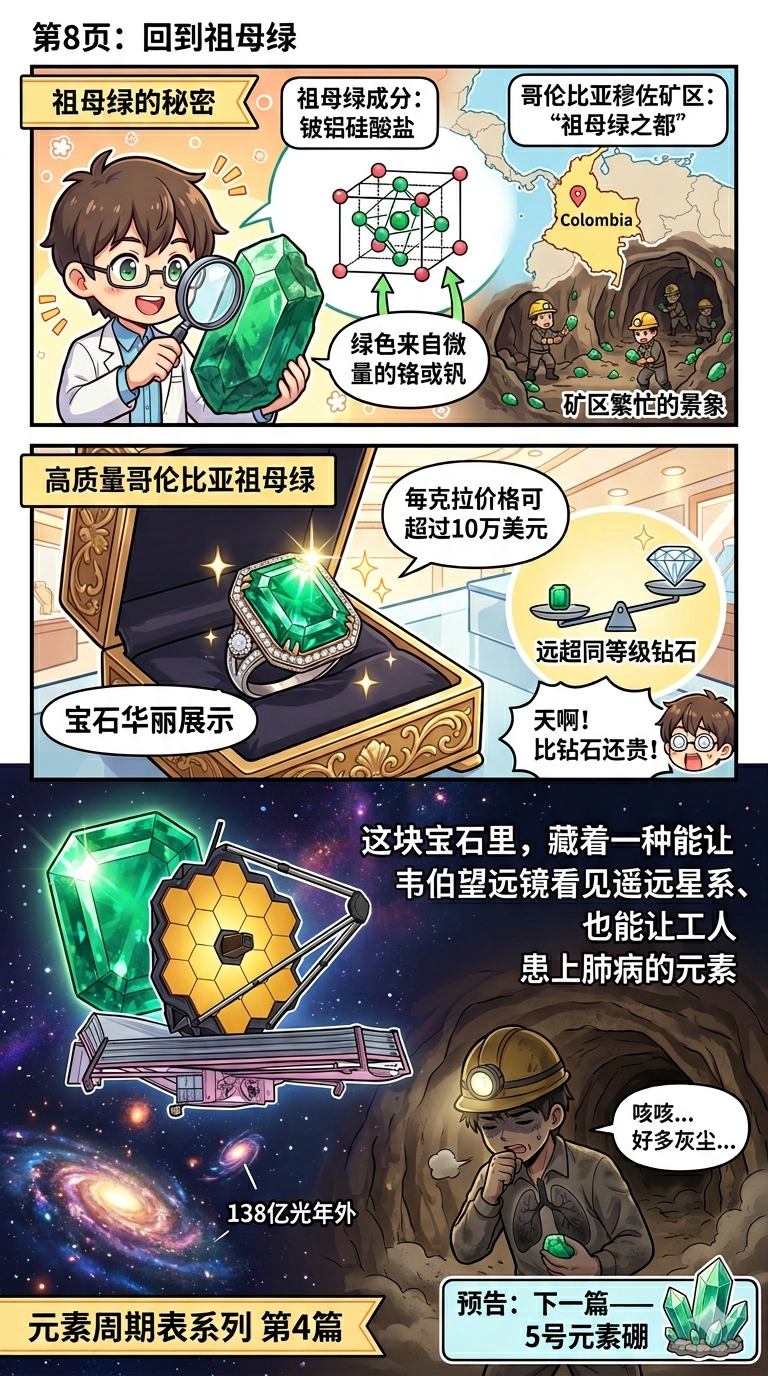 第8页：回到祖母绿
祖母绿的秘密
祖母绿成分：
铍铝硅酸盐
哥伦比亚穆佐矿区：
“祖母绿之都”
Colombia
绿色来自微
量的铬或钒
矿区繁忙的景象
高质量哥伦比亚祖母绿
每克拉价格可
超过10万美元
远超同等级钻石
宝石华丽展示
天啊！
比钻石还贵！
这块宝石里，藏着一种能让
韦伯望远镜看见遥远星系、
也能让工人
患上肺病的元素
咳咳...
好多灰尘...
138亿光年外
元素周期表系列 第4篇
预告：下一篇——
5号元素硼